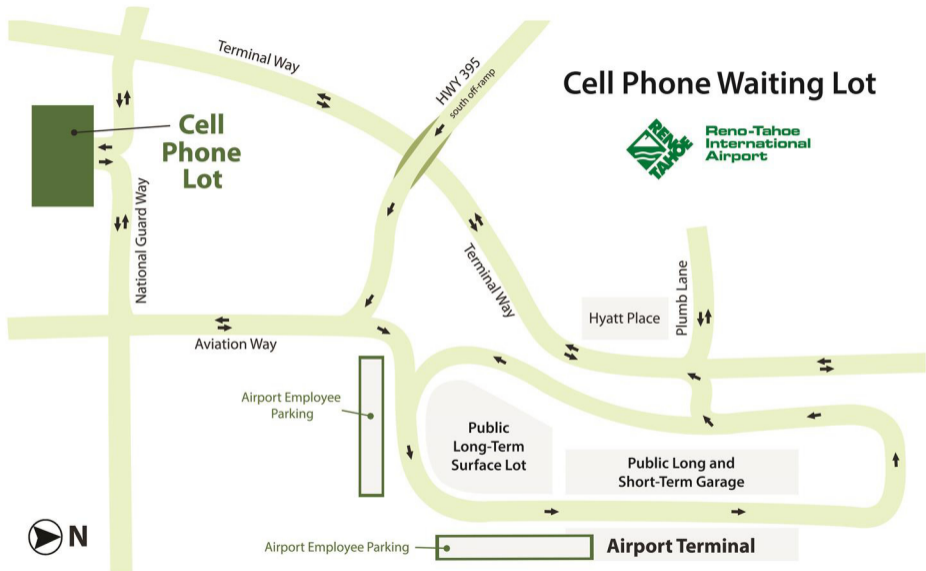 Terminal Way
HWY 395
south off-ramp
Cell Phone Waiting Lot
RENO
TAHOE
Reno-Tahoe
International
Airport
Cell
Phone
Lot
National Guard Way
Terminal Way
Plumb Lane
Hyatt Place
Aviation Way
Airport Employee
Parking
Public
Long-Term
Surface Lot
Public Long and
Short-Term Garage
N
Airport Employee Parking
Airport Terminal